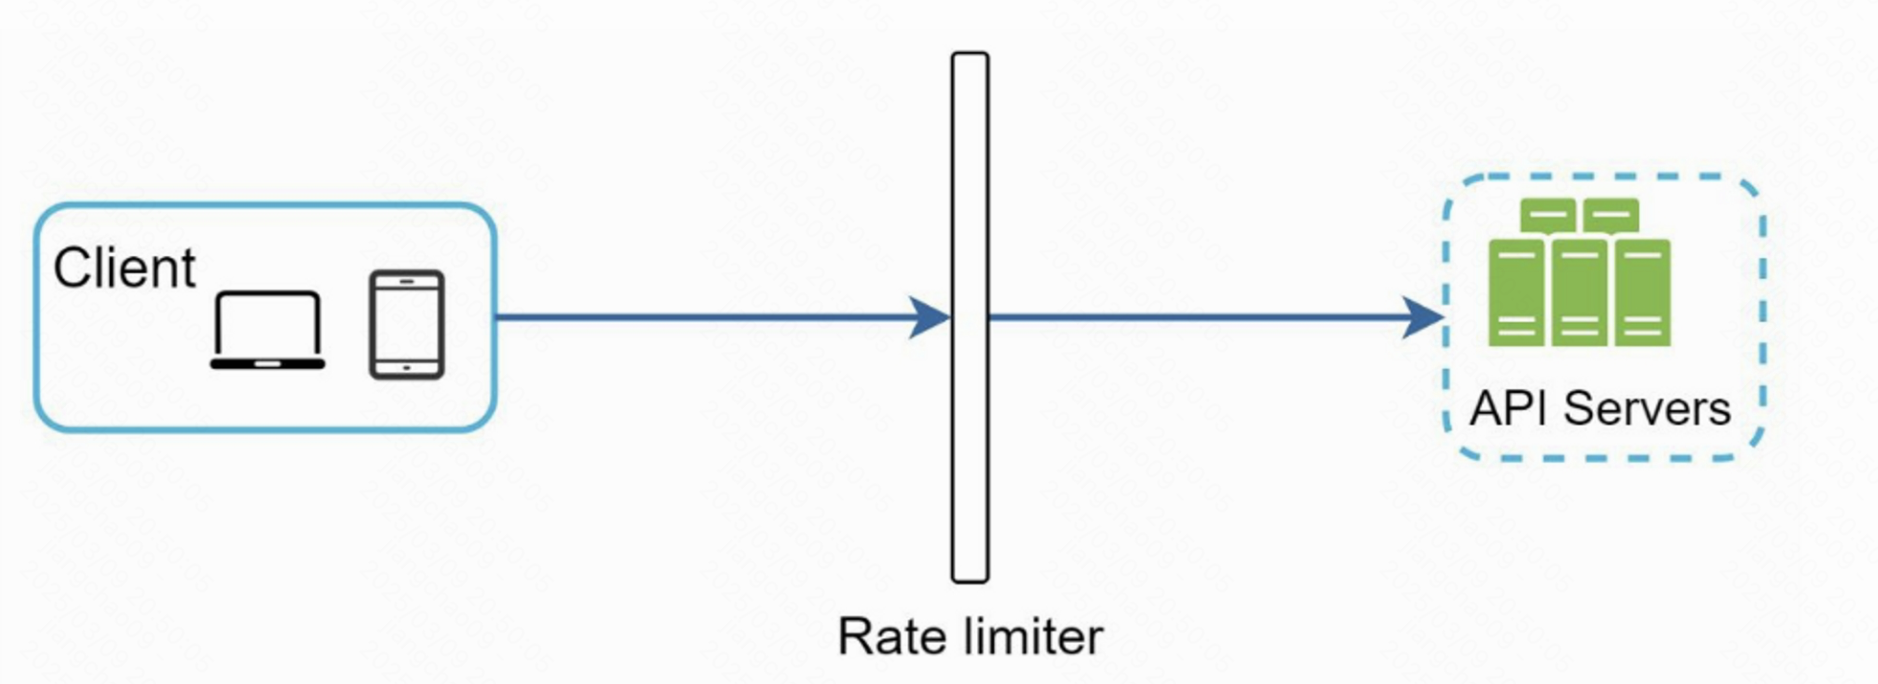 Client
API Servers
Rate limiter